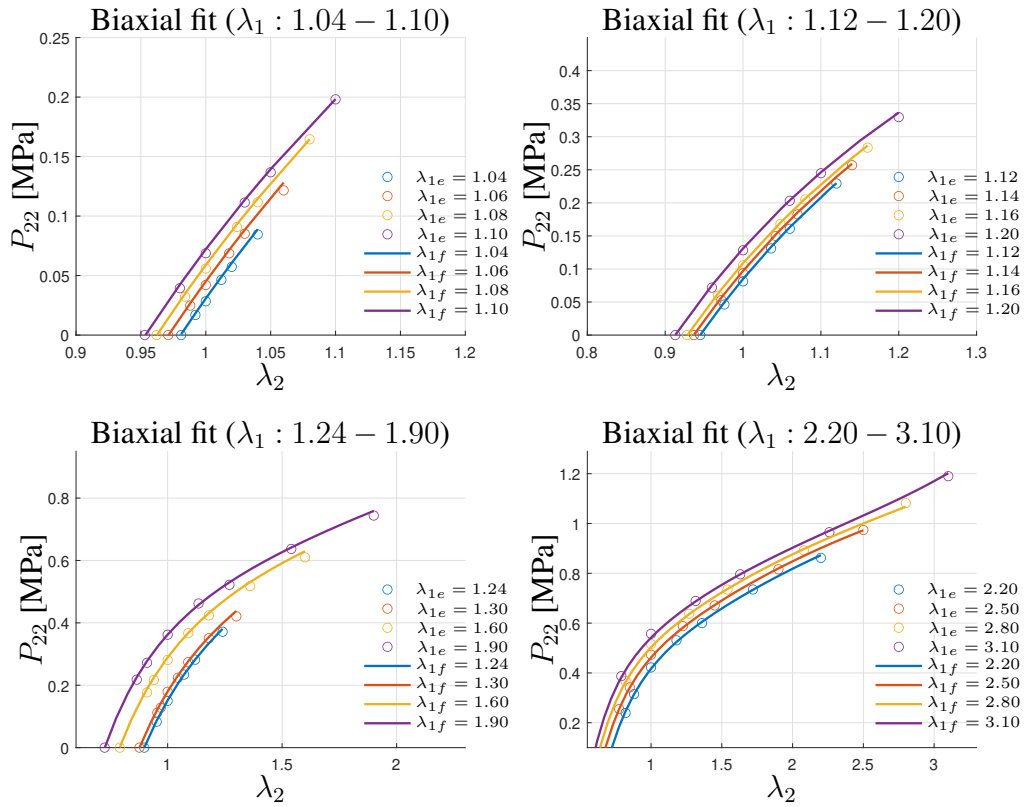 Biaxial fit (λ₁ : 1.04 − 1.10)
P₂₂ [MPa]
0.25
0.2
0.15
0.1
0.05
0
0.9 0.95 1 1.05 1.1 1.15 1.2
λ₂
λ₁ₑ = 1.04
λ₁ₑ = 1.06
λ₁ₑ = 1.08
λ₁ₑ = 1.10
λ₁f = 1.04
λ₁f = 1.06
λ₁f = 1.08
λ₁f = 1.10
Biaxial fit (λ₁ : 1.12 − 1.20)
P₂₂ [MPa]
0.4
0.35
0.3
0.25
0.2
0.15
0.1
0.05
0
0.8 0.9 1 1.1 1.2 1.3
λ₂
λ₁ₑ = 1.12
λ₁ₑ = 1.14
λ₁ₑ = 1.16
λ₁ₑ = 1.20
λ₁f = 1.12
λ₁f = 1.14
λ₁f = 1.16
λ₁f = 1.20
Biaxial fit (λ₁ : 1.24 − 1.90)
P₂₂ [MPa]
0.8
0.6
0.4
0.2
0
1 1.5 2
λ₂
λ₁ₑ = 1.24
λ₁ₑ = 1.30
λ₁ₑ = 1.60
λ₁ₑ = 1.90
λ₁f = 1.24
λ₁f = 1.30
λ₁f = 1.60
λ₁f = 1.90
Biaxial fit (λ₁ : 2.20 − 3.10)
P₂₂ [MPa]
1.2
1
0.8
0.6
0.4
0.2
1 1.5 2 2.5 3
λ₂
λ₁ₑ = 2.20
λ₁ₑ = 2.50
λ₁ₑ = 2.80
λ₁ₑ = 3.10
λ₁f = 2.20
λ₁f = 2.50
λ₁f = 2.80
λ₁f = 3.10